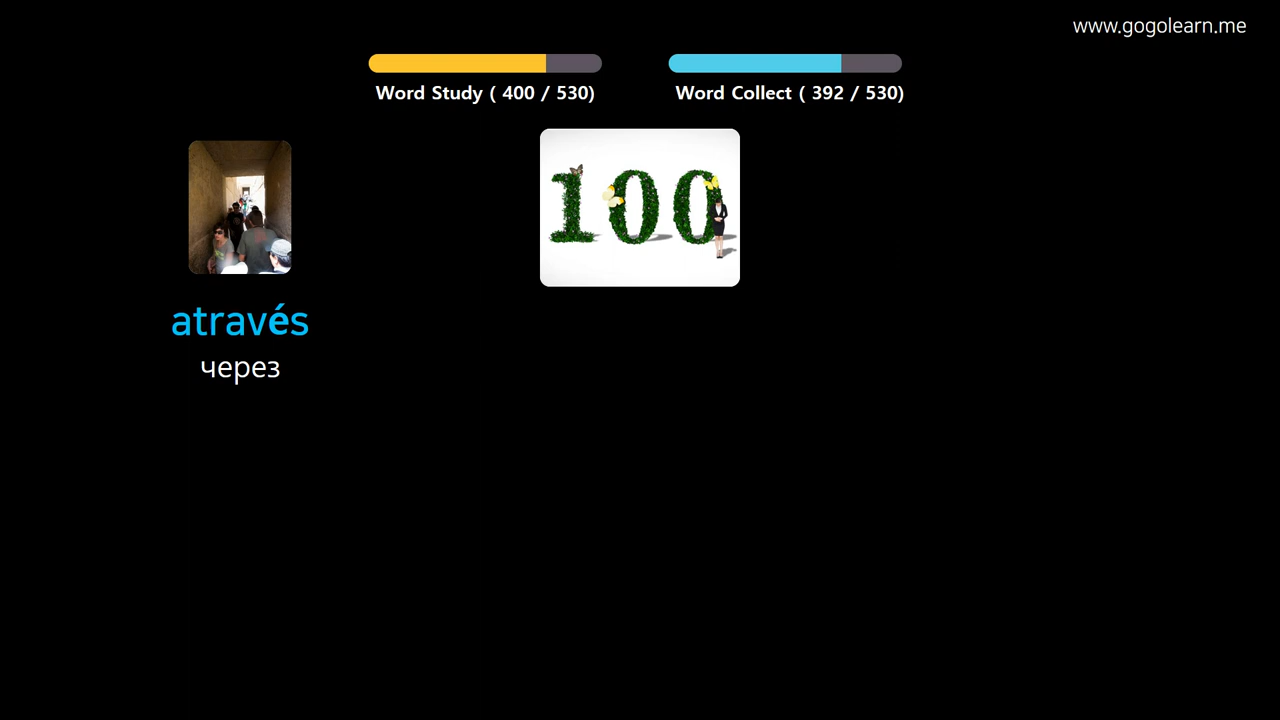 www.gogolearn.me
Word Study ( 400 / 530)
Word Collect ( 392 / 530)
100
através
через